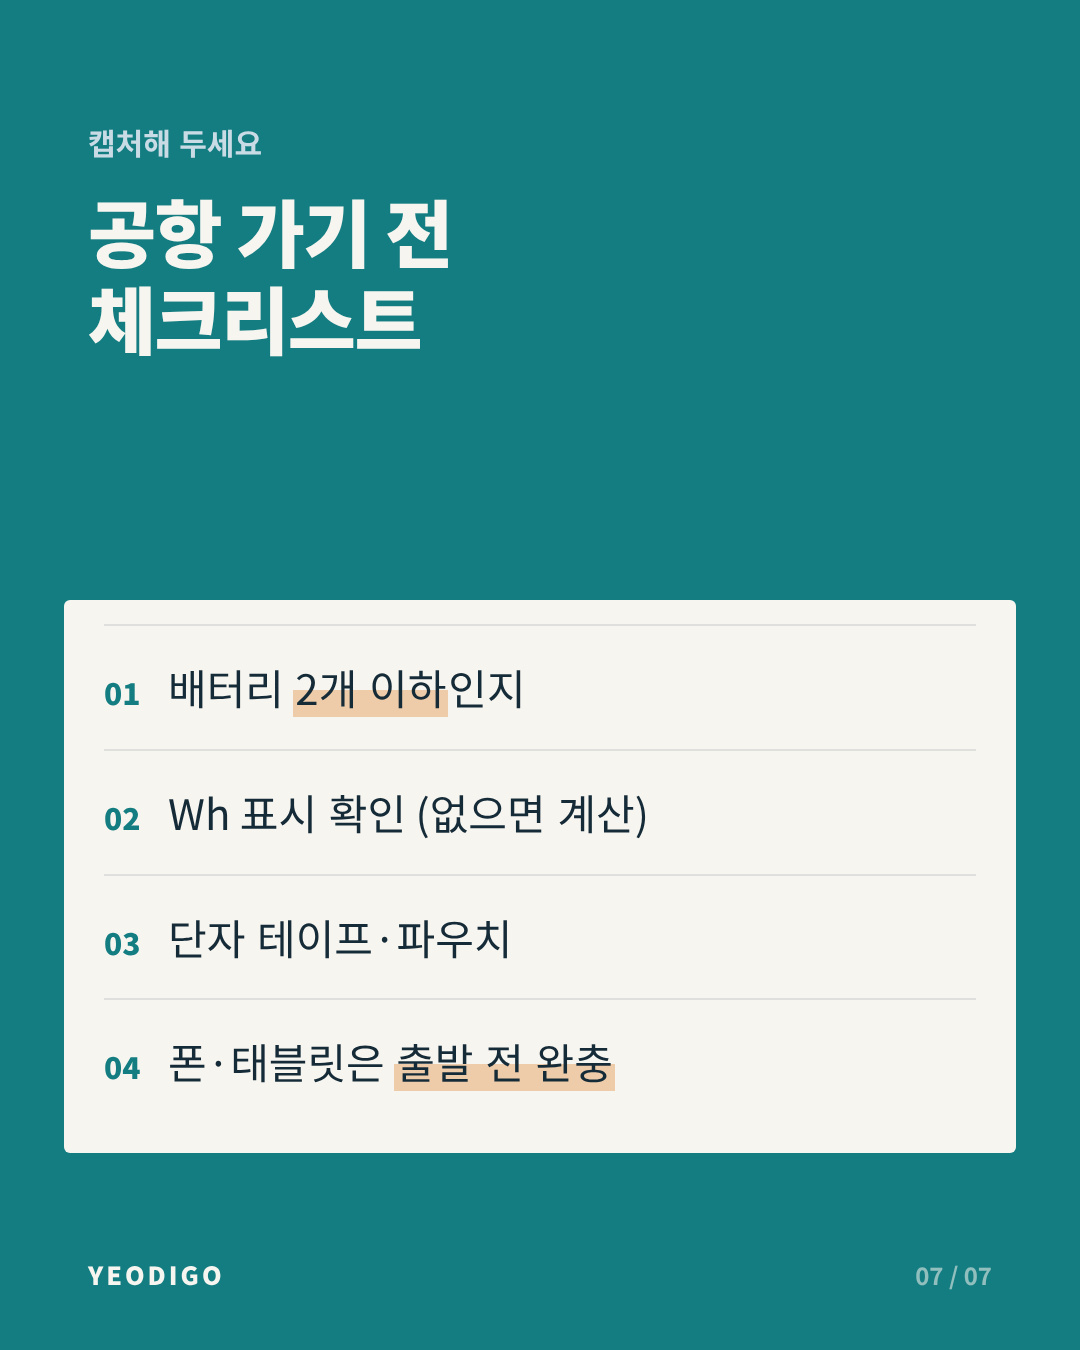 캡처해 두세요
공항 가기 전
체크리스트
01 배터리 2개 이하인지
02 Wh 표시 확인 (없으면 계산)
03 단자 테이프·파우치
04 폰·태블릿은 출발 전 완충
YEODIGO
07 / 07